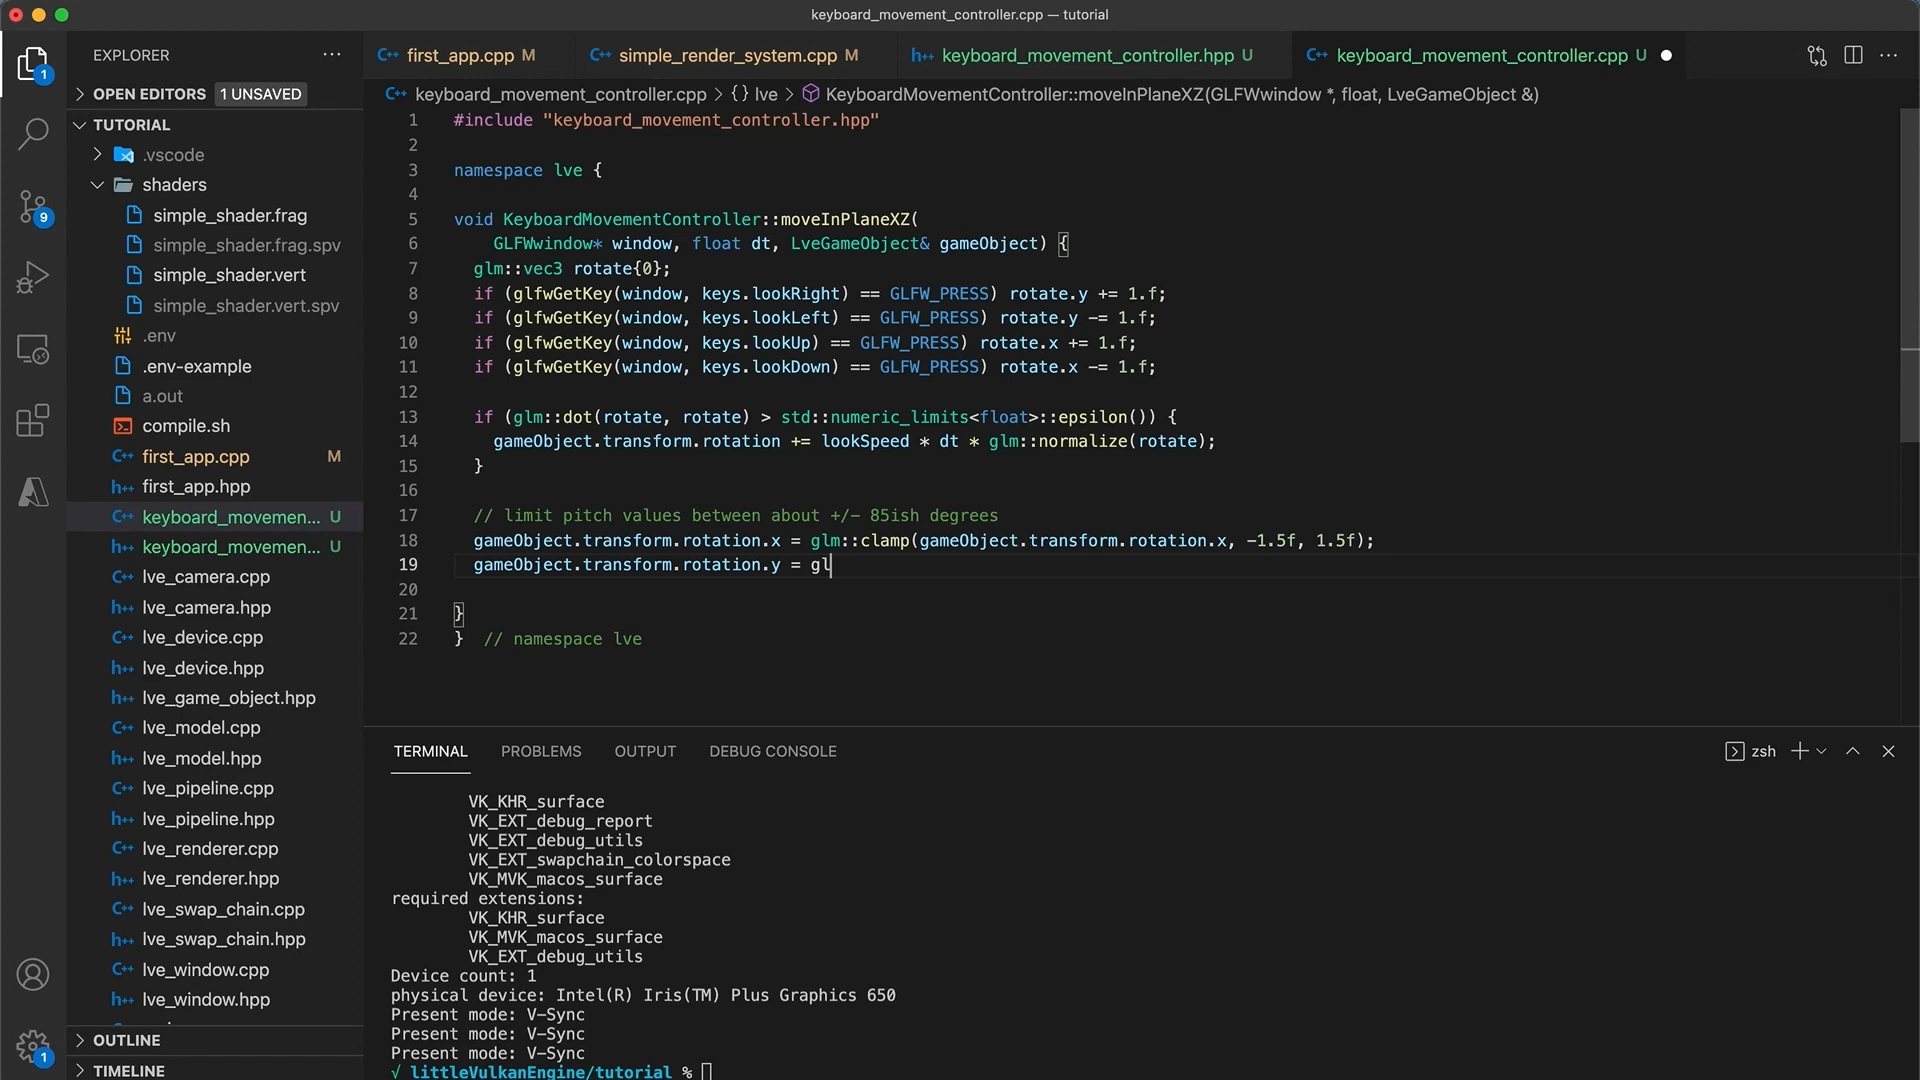 keyboard_movement_controller.cpp — tutorial
EXPLORER
OPEN EDITORS 1 UNSAVED
TUTORIAL
.vscode
shaders
simple_shader.frag
simple_shader.frag.spv
simple_shader.vert
simple_shader.vert.spv
.env
.env-example
a.out
compile.sh
first_app.cpp M
first_app.hpp
keyboard_movemen... U
keyboard_movemen... U
lve_camera.cpp
lve_camera.hpp
lve_device.cpp
lve_device.hpp
lve_game_object.hpp
lve_model.cpp
lve_model.hpp
lve_pipeline.cpp
lve_pipeline.hpp
lve_renderer.cpp
lve_renderer.hpp
lve_swap_chain.cpp
lve_swap_chain.hpp
lve_window.cpp
lve_window.hpp
OUTLINE
TIMELINE
1
9
1
first_app.cpp M simple_render_system.cpp M keyboard_movement_controller.hpp U keyboard_movement_controller.cpp U
keyboard_movement_controller.cpp > {} lve > KeyboardMovementController::moveInPlaneXZ(GLFWwindow *, float, LveGameObject &)
1 #include "keyboard_movement_controller.hpp"
2
3 namespace lve {
4
5 void KeyboardMovementController::moveInPlaneXZ(
6 GLFWwindow* window, float dt, LveGameObject& gameObject) {
7 glm::vec3 rotate{0};
8 if (glfwGetKey(window, keys.lookRight) == GLFW_PRESS) rotate.y += 1.f;
9 if (glfwGetKey(window, keys.lookLeft) == GLFW_PRESS) rotate.y -= 1.f;
10 if (glfwGetKey(window, keys.lookUp) == GLFW_PRESS) rotate.x += 1.f;
11 if (glfwGetKey(window, keys.lookDown) == GLFW_PRESS) rotate.x -= 1.f;
12
13 if (glm::dot(rotate, rotate) > std::numeric_limits<float>::epsilon()) {
14 gameObject.transform.rotation += lookSpeed * dt * glm::normalize(rotate);
15 }
16
17 // limit pitch values between about +/- 85ish degrees
18 gameObject.transform.rotation.x = glm::clamp(gameObject.transform.rotation.x, -1.5f, 1.5f);
19 gameObject.transform.rotation.y = gl
20
21 }
22 } // namespace lve
TERMINAL PROBLEMS OUTPUT DEBUG CONSOLE zsh
VK_KHR_surface
VK_EXT_debug_report
VK_EXT_debug_utils
VK_EXT_swapchain_colorspace
VK_MVK_macos_surface
required extensions:
VK_KHR_surface
VK_MVK_macos_surface
VK_EXT_debug_utils
Device count: 1
physical device: Intel(R) Iris(TM) Plus Graphics 650
Present mode: V-Sync
Present mode: V-Sync
Present mode: V-Sync
√ littleVulkanEngine/tutorial %